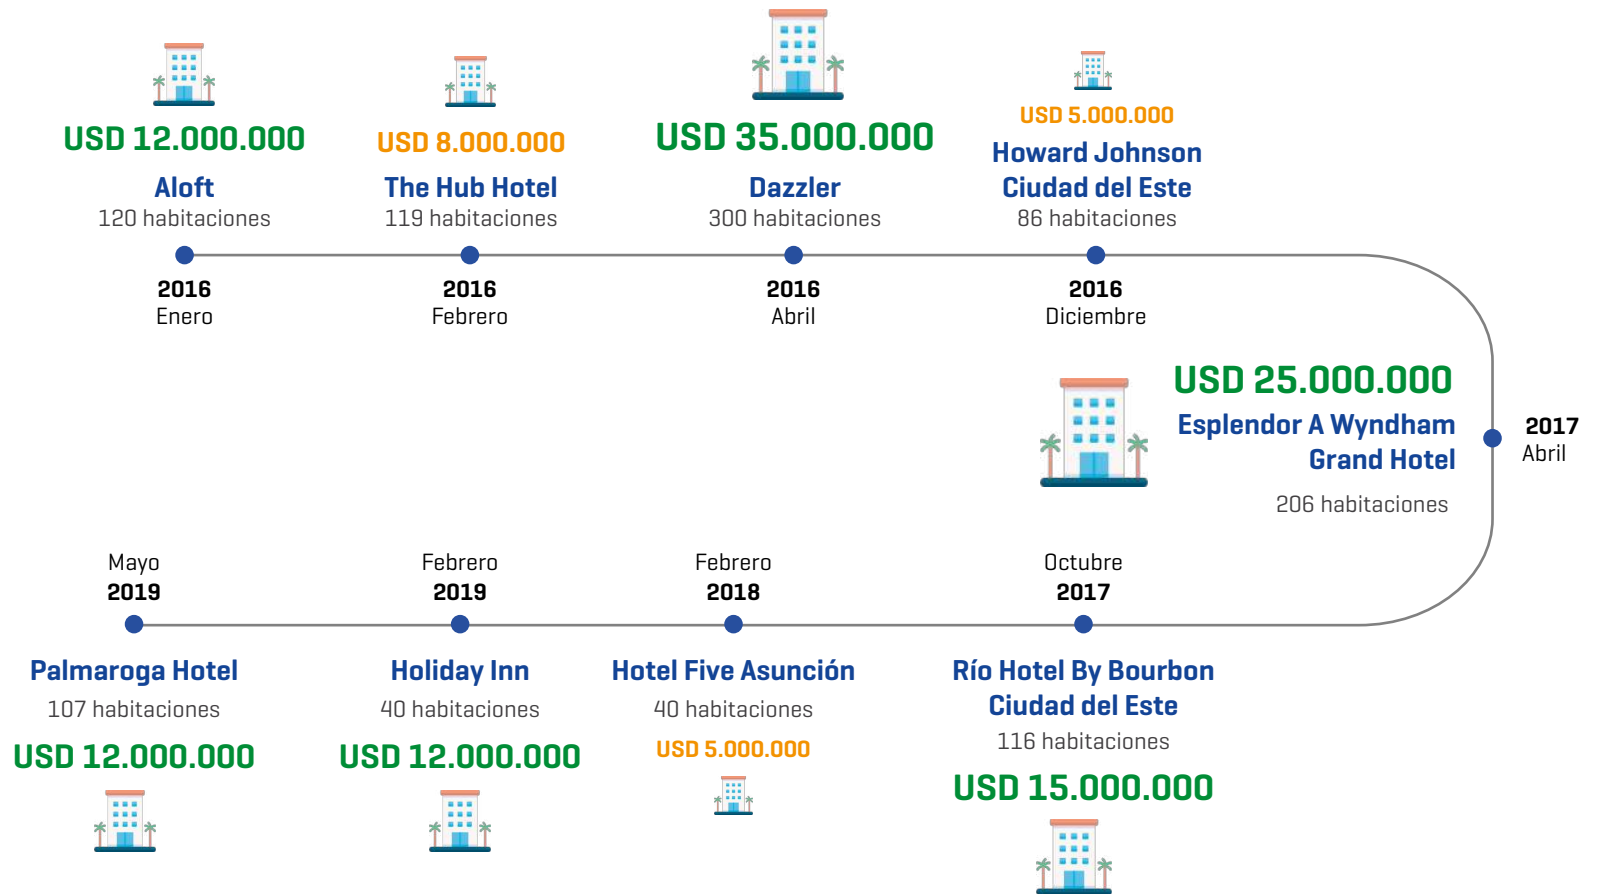 USD 12.000.000
Aloft
120 habitaciones
2016
Enero
USD 8.000.000
The Hub Hotel
119 habitaciones
2016
Febrero
USD 35.000.000
Dazzler
300 habitaciones
2016
Abril
USD 5.000.000
Howard Johnson
Ciudad del Este
86 habitaciones
2016
Diciembre
USD 25.000.000
Esplendor A Wyndham
Grand Hotel
206 habitaciones
2017
Abril
Octubre
2017
Río Hotel By Bourbon
Ciudad del Este
116 habitaciones
USD 15.000.000
Febrero
2018
Hotel Five Asunción
40 habitaciones
USD 5.000.000
Febrero
2019
Holiday Inn
40 habitaciones
USD 12.000.000
Mayo
2019
Palmaroga Hotel
107 habitaciones
USD 12.000.000